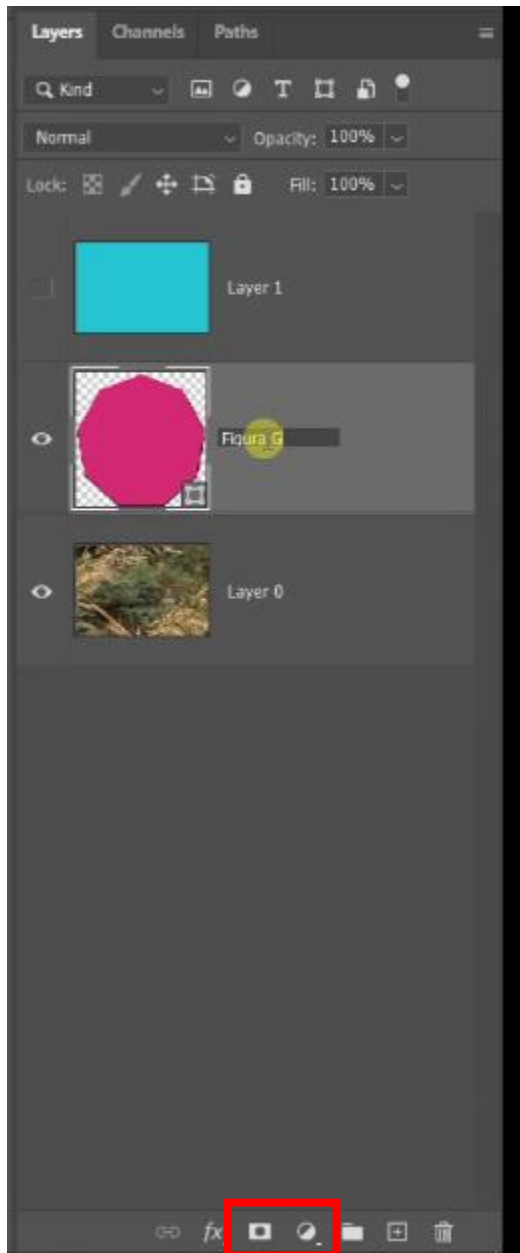 Layers Channels Paths
Kind
Normal Opacity: 100%
Lock: Fill: 100%
Layer 1
Figura G
Layer 0
fx